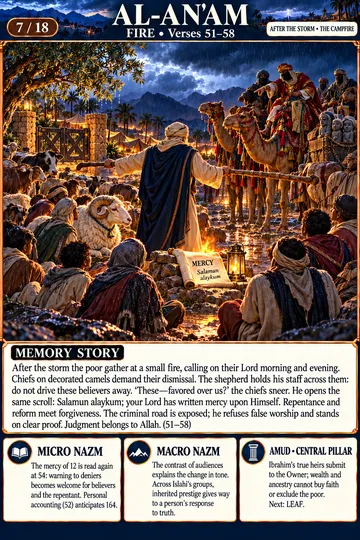 7 / 18
AL-AN'AM
FIRE • Verses 51–58
AFTER THE STORM • THE CAMPFIRE
MERCY
Salamun
alaykum
MEMORY STORY
After the storm the poor gather at a small fire, calling on their Lord morning and evening.
Chiefs on decorated camels demand their dismissal. The shepherd holds his staff across them:
do not drive these believers away. ‘These—favored over us?’ the chiefs sneer. He opens the
same scroll: Salamun alaykum; your Lord has written mercy upon Himself. Repentance and
reform meet forgiveness. The criminal road is exposed; he refuses false worship and stands
on clear proof. Judgment belongs to Allah. (51–58)
MICRO NAZM
The mercy of 12 is read again
at 54: warning to deniers
becomes welcome for believers
and the repentant. Personal
accounting (52) anticipates 164.
MACRO NAZM
The contrast of audiences
explains the change in tone.
Across Islahi's groups,
inherited prestige gives way
to a person's response
to truth.
AMUD • CENTRAL PILLAR
Ibrahim's true heirs submit
to the Owner; wealth and
ancestry cannot buy faith
or exclude the poor.
Next: LEAF.